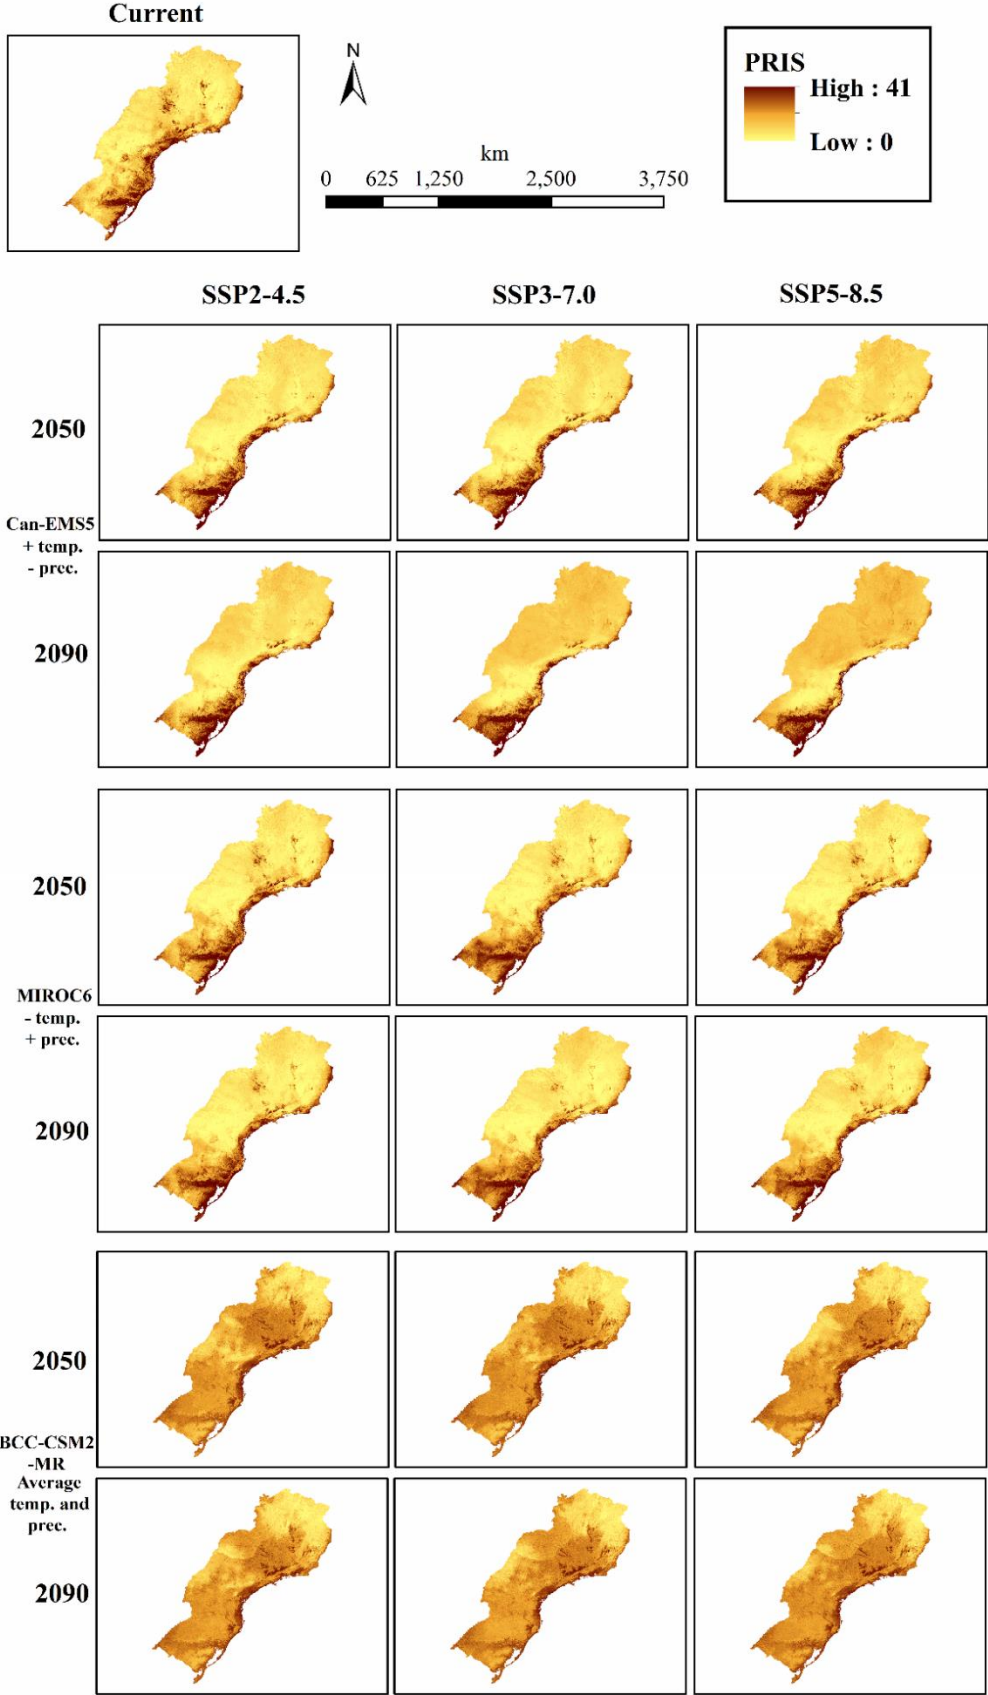 Current
N
km
0 625 1,250 2,500 3,750
PRIS
High : 41
Low : 0
SSP2-4.5 SSP3-7.0 SSP5-8.5
2050
Can-EMS5
+ temp.
- prec.
2090
2050
MIROC6
- temp.
+ prec.
2090
2050
BCC-CSM2
-MR
Average
temp. and
prec.
2090